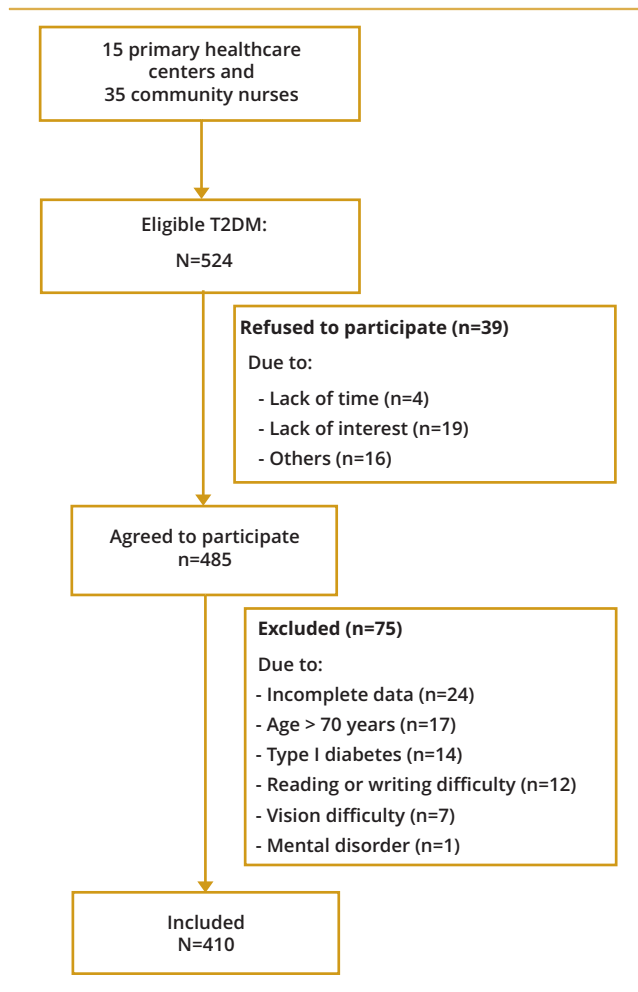 15 primary healthcare
centers and
35 community nurses
Eligible T2DM:
N=524
Refused to participate (n=39)
Due to:
- Lack of time (n=4)
- Lack of interest (n=19)
- Others (n=16)
Agreed to participate
n=485
Excluded (n=75)
Due to:
- Incomplete data (n=24)
- Age > 70 years (n=17)
- Type I diabetes (n=14)
- Reading or writing difficulty (n=12)
- Vision difficulty (n=7)
- Mental disorder (n=1)
Included
N=410